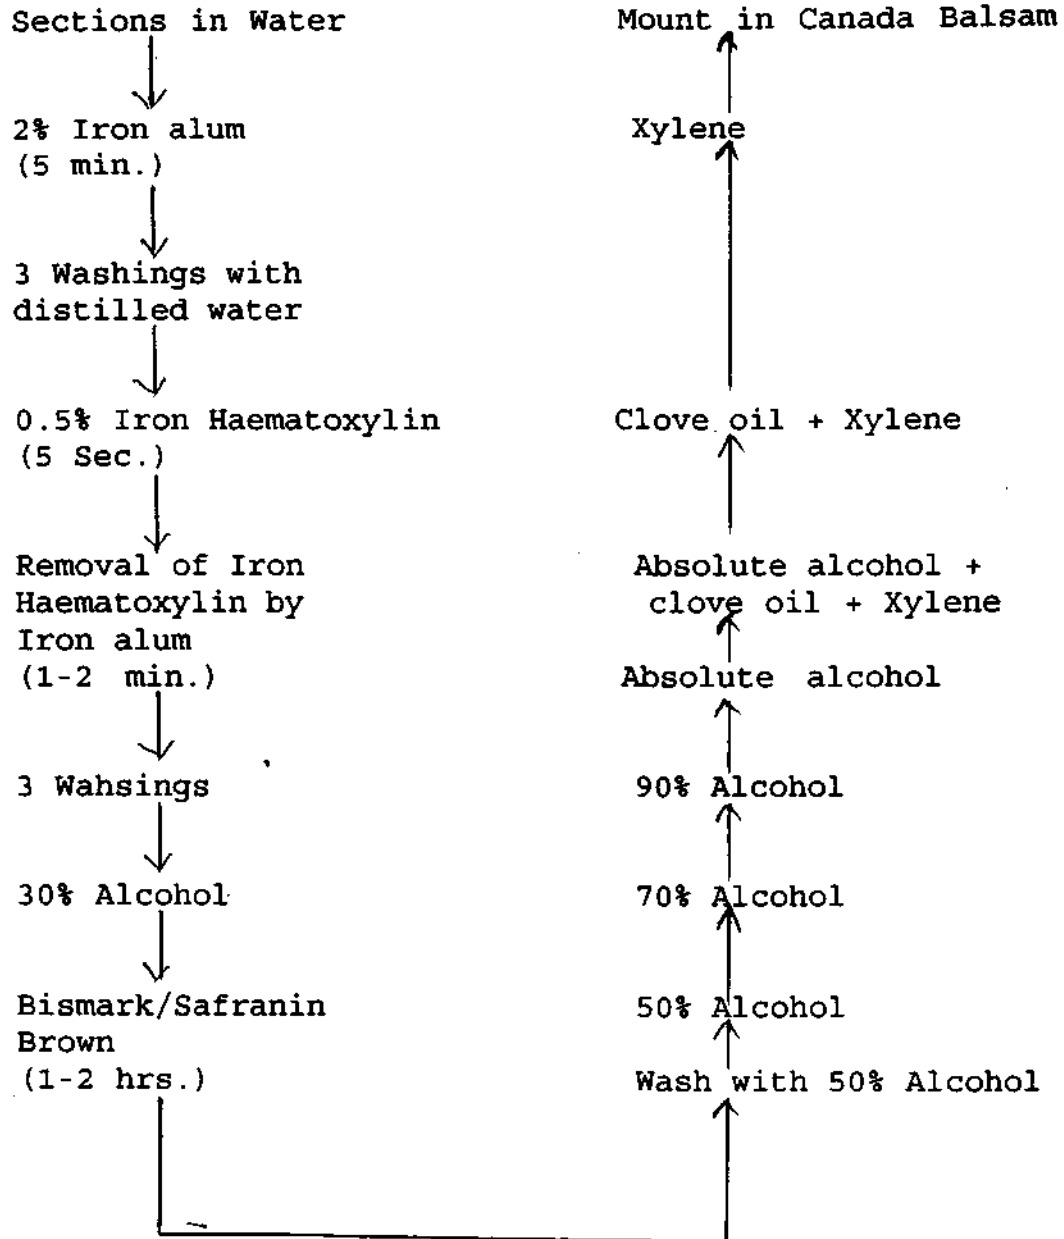 Sections in Water
2% Iron alum
(5 min.)
3 Washings with
distilled water
0.5% Iron Haematoxylin
(5 Sec.)
Removal of Iron
Haematoxylin by
Iron alum
(1-2 min.)
3 Wahsings
30% Alcohol
Bismark/Safranin
Brown
(1-2 hrs.)
Wash with 50% Alcohol
50% Alcohol
70% Alcohol
90% Alcohol
Absolute alcohol
Absolute alcohol +
clove oil + Xylene
Clove oil + Xylene
Xylene
Mount in Canada Balsam